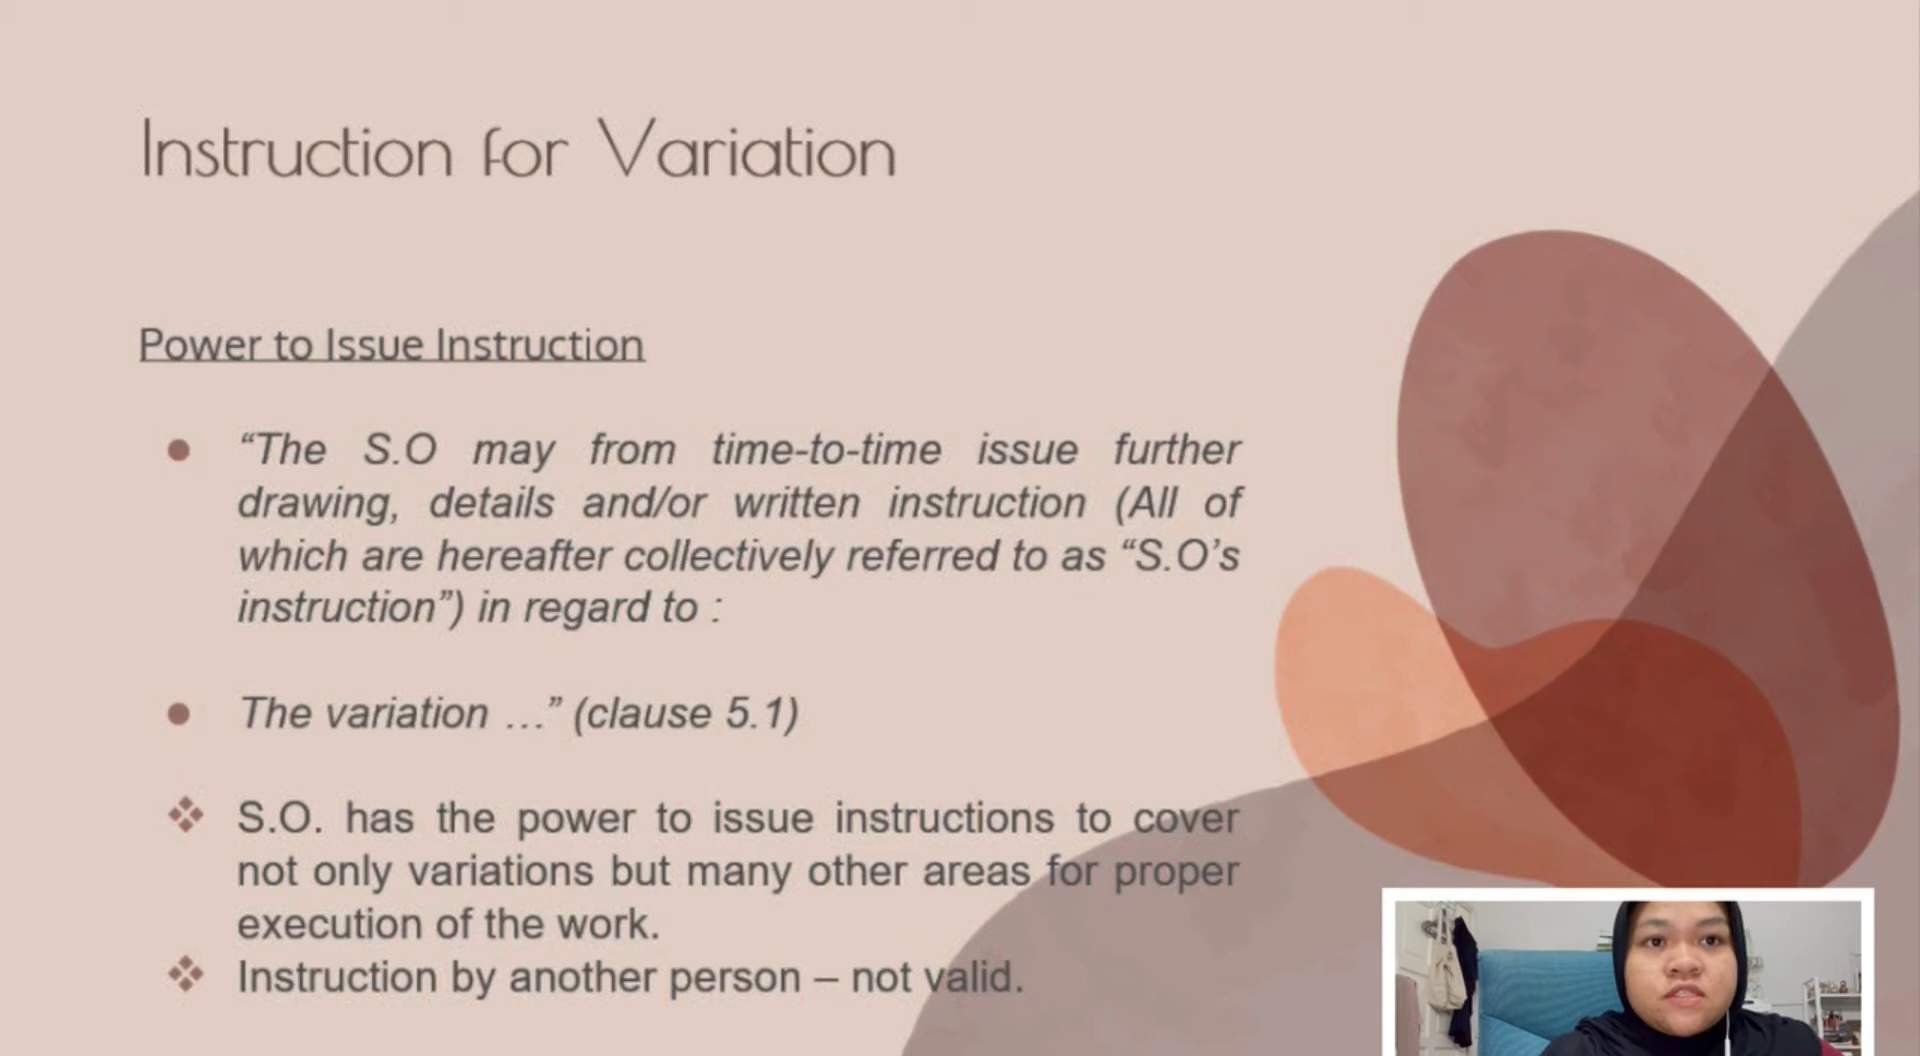 Instruction for Variation
Power to Issue Instruction
“The S.O may from time-to-time issue further
drawing, details and/or written instruction (All of
which are hereafter collectively referred to as “S.O’s
instruction”) in regard to :
The variation …” (clause 5.1)
S.O. has the power to issue instructions to cover
not only variations but many other areas for proper
execution of the work.
Instruction by another person – not valid.